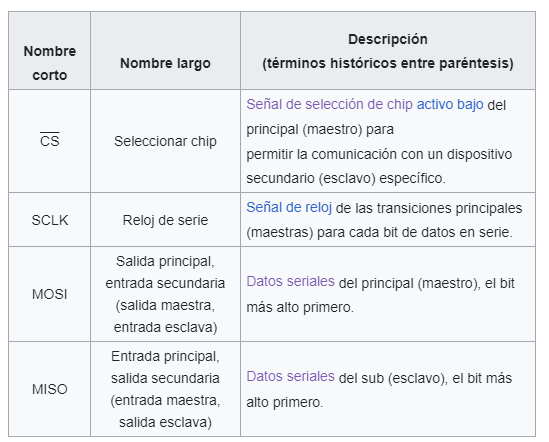 Nombre
corto
Nombre largo
Descripción
(términos históricos entre paréntesis)
CS
Seleccionar chip
Señal de selección de chip activo bajo del
principal (maestro) para
permitir la comunicación con un dispositivo
secundario (esclavo) específico.
SCLK
Reloj de serie
Señal de reloj de las transiciones principales
(maestras) para cada bit de datos en serie.
MOSI
Salida principal,
entrada secundaria
(salida maestra,
entrada esclava)
Datos seriales del principal (maestro), el bit
más alto primero.
MISO
Entrada principal,
salida secundaria
(entrada maestra,
salida esclava)
Datos seriales del sub (esclavo), el bit más
alto primero.